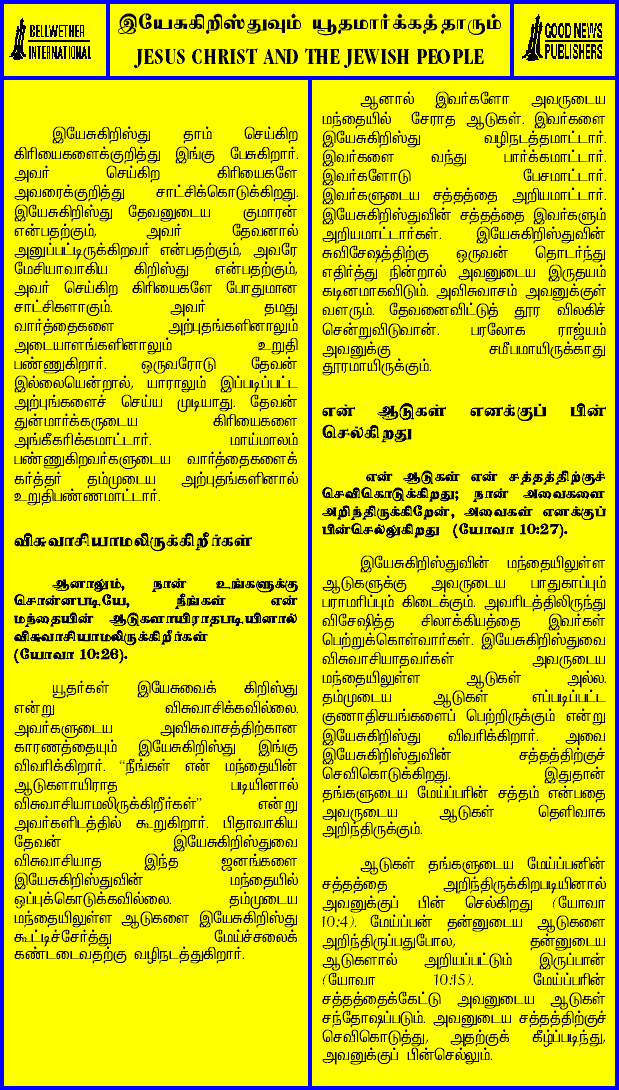 BELLWETHER
INTERNATIONAL
இயேசுகிறிஸ்துவும் யூதமார்க்கத்தாரும்
JESUS CHRIST AND THE JEWISH PEOPLE
GOOD NEWS
PUBLISHERS
இயேசுகிறிஸ்து தாம் செய்கிற
கிரியைகளைக்குறித்து இங்கு பேசுகிறார்.
அவர் செய்கிற கிரியைகளே
அவரைக்குறித்து சாட்சிக்கொடுக்கிறது.
இயேசுகிறிஸ்து தேவனுடைய குமாரன்
என்பதற்கும், அவர் தேவனால்
அனுப்பட்டிருக்கிறவர் என்பதற்கும், அவரே
மேசியாவாகிய கிறிஸ்து என்பதற்கும்,
அவர் செய்கிற கிரியைகளே போதுமான
சாட்சிகளாகும். அவர் தமது
வார்த்தைகளை அற்புதங்களினாலும்
அடையாளங்களினாலும் உறுதி
பண்ணுகிறார். ஒருவரோடு தேவன்
இல்லையென்றால், யாராலும் இப்படிப்பட்ட
அற்புங்களைச் செய்ய முடியாது. தேவன்
துன்மார்க்கருடைய கிரியைகளை
அங்கீகரிக்கமாட்டார். மாய்மாலம்
பண்ணுகிறவர்களுடைய வார்த்தைகளைக்
கர்த்தர் தம்முடைய அற்புதங்களினால்
உறுதிபண்ணமாட்டார்.
விசுவாசியாமலிருக்கிறீர்கள்
ஆனாலும், நான் உங்களுக்கு
சொன்னபடியே, நீங்கள் என்
மந்தையின் ஆடுகளாயிராதபடியினால்
விசுவாசியாமலிருக்கிறீர்கள்
(யோவா 10:26).
யூதர்கள் இயேசுவைக் கிறிஸ்து
என்று விசுவாசிக்கவில்லை.
அவர்களுடைய அவிசுவாசத்திற்கான
காரணத்தையும் இயேசுகிறிஸ்து இங்கு
விவரிக்கிறார். “நீங்கள் என் மந்தையின்
ஆடுகளாயிராத படியினால்
விசுவாசியாமலிருக்கிறீர்கள்” என்று
அவர்களிடத்தில் கூறுகிறார். பிதாவாகிய
தேவன் இயேசுகிறிஸ்துவை
விசுவாசியாத இந்த ஜனங்களை
இயேசுகிறிஸ்துவின் மந்தையில்
ஒப்புக்கொடுக்கவில்லை. தம்முடைய
மந்தையிலுள்ள ஆடுகளை இயேசுகிறிஸ்து
கூட்டிச்சேர்த்து மேய்ச்சலைக்
கண்டடைவதற்கு வழிநடத்துகிறார்.
ஆனால் இவர்களோ அவருடைய
மந்தையில் சேராத ஆடுகள். இவர்களை
இயேசுகிறிஸ்து வழிநடத்தமாட்டார்.
இவர்களை வந்து பார்க்கமாட்டார்.
இவர்களோடு பேசமாட்டார்.
இவர்களுடைய சத்தத்தை அறியமாட்டார்.
இயேசுகிறிஸ்துவின் சத்தத்தை இவர்களும்
அறியமாட்டார்கள். இயேசுகிறிஸ்துவின்
சுவிசேஷத்திற்கு ஒருவன் தொடர்ந்து
எதிர்த்து நின்றால் அவனுடைய இருதயம்
கடினமாகவிடும். அவிசுவாசம் அவனுக்குள்
வளரும். தேவனைவிட்டுத் தூர விலகிச்
சென்றுவிடுவான். பரலோக ராஜ்யம்
அவனுக்கு சமீபமாயிருக்காது
தூரமாயிருக்கும்.
என் ஆடுகள் எனக்குப் பின்
செல்கிறது
என் ஆடுகள் என் சத்தத்திற்குச்
செவிகொடுக்கிறது; நான் அவைகளை
அறிந்திருக்கிறேன், அவைகள் எனக்குப்
பின்செல்லுகிறது (யோவா 10:27).
இயேசுகிறிஸ்துவின் மந்தையிலுள்ள
ஆடுகளுக்கு அவருடைய பாதுகாப்பும்
பராமரிப்பும் கிடைக்கும். அவரிடத்திலிருந்து
விசேஷித்த சிலாக்கியத்தை இவர்கள்
பெற்றுக்கொள்வார்கள். இயேசுகிறிஸ்துவை
விசுவாசியாதவர்கள் அவருடைய
மந்தையிலுள்ள ஆடுகள் அல்ல.
தம்முடைய ஆடுகள் எப்படிப்பட்ட
குணாதிசயங்களைப் பெற்றிருக்கும் என்று
இயேசுகிறிஸ்து விவரிக்கிறார். அவை
இயேசுகிறிஸ்துவின் சத்தத்திற்குச்
செவிகொடுக்கிறது. இதுதான்
தங்களுடைய மேய்ப்பரின் சத்தம் என்பதை
அவருடைய ஆடுகள் தெளிவாக
அறிந்திருக்கும்.
ஆடுகள் தங்களுடைய மேய்ப்பனின்
சத்தத்தை அறிந்திருக்கிறபடியினால்
அவனுக்குப் பின் செல்கிறது (யோவா
10:4). மேய்ப்பன் தன்னுடைய ஆடுகளை
அறிந்திருப்பதுபோல, தன்னுடைய
ஆடுகளால் அறியப்பட்டும் இருப்பான்
(யோவா 10:15). மேய்ப்பரின்
சத்தத்தைக்கேட்டு அவனுடைய ஆடுகள்
சந்தோஷப்படும். அவனுடைய சத்தத்திற்குச்
செவிகொடுத்து, அதற்குக் கீழ்ப்படிந்து,
அவனுக்குப் பின்செல்லும்.